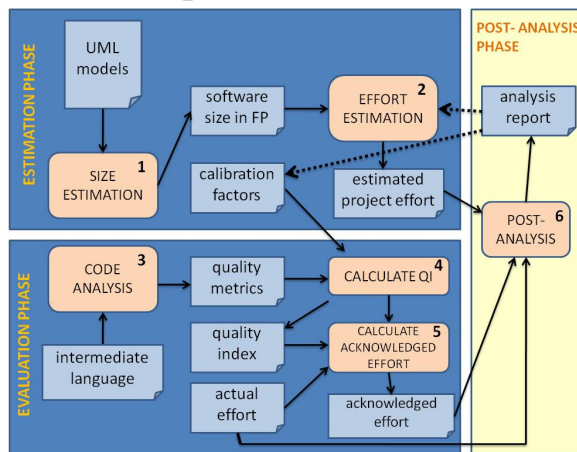 ESTIMATION PHASE
UML
models
1
SIZE
ESTIMATION
software
size in FP
calibration
factors
2
EFFORT
ESTIMATION
estimated
project effort
POST- ANALYSIS
PHASE
analysis
report
6
POST-
ANALYSIS
EVALUATION PHASE
3
CODE
ANALYSIS
intermediate
language
quality
metrics
quality
index
actual
effort
4
CALCULATE QI
5
CALCULATE
ACKNOWLEDGED
EFFORT
acknowledged
effort